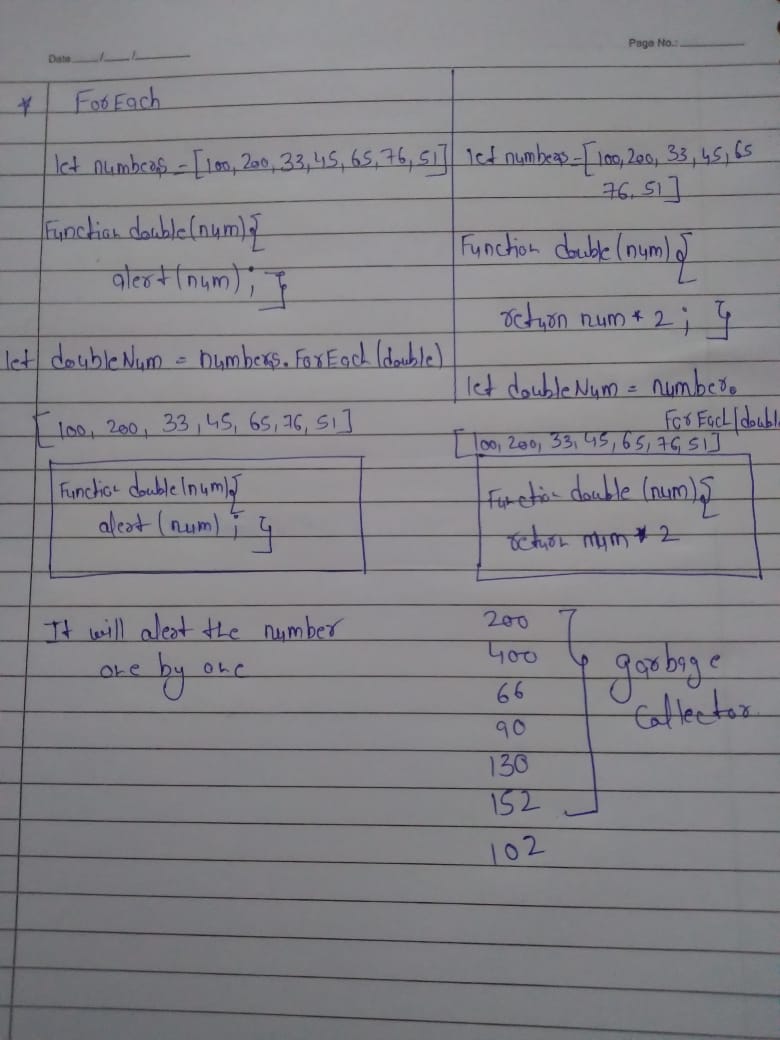 Date ___/___/______
Page No.:
* ForEach
let numbers = [100, 200, 33, 45, 65, 76, 51]
Function double(num){
alert(num); }
let doubleNum = numbers.ForEach(double)
[100, 200, 33, 45, 65, 76, 51]
Function double(num){
alert(num); }
It will alert the number
one by one
let numbers = [100, 200, 33, 45, 65
76, 51]
Function double(num){
return num * 2; }
let doubleNum = number.
ForEach(double
[100, 200, 33, 45, 65, 76, 51]
Function double (num){
return num * 2
200
400
66
90
130
152
102
garbage
Collector